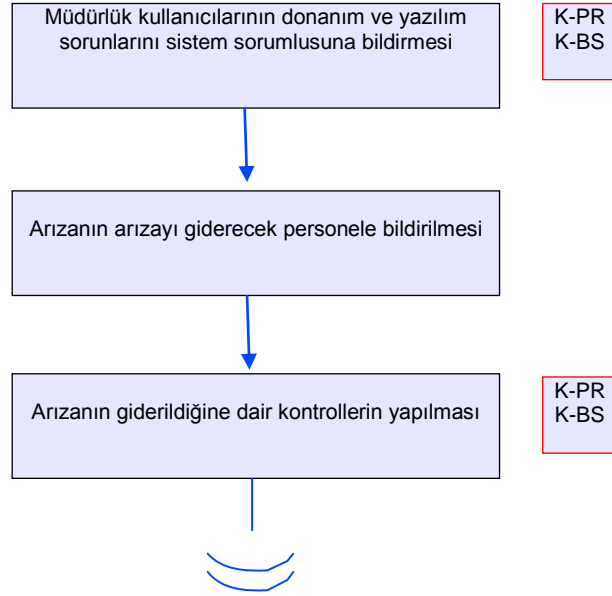 Müdürlük kullanıcılarının donanım ve yazılım
sorunlarını sistem sorumlusuna bildirmesi
K-PR
K-BS
Arızanın arızayı giderecek personele bildirilmesi
Arızanın giderildiğine dair kontrollerin yapılması
K-PR
K-BS